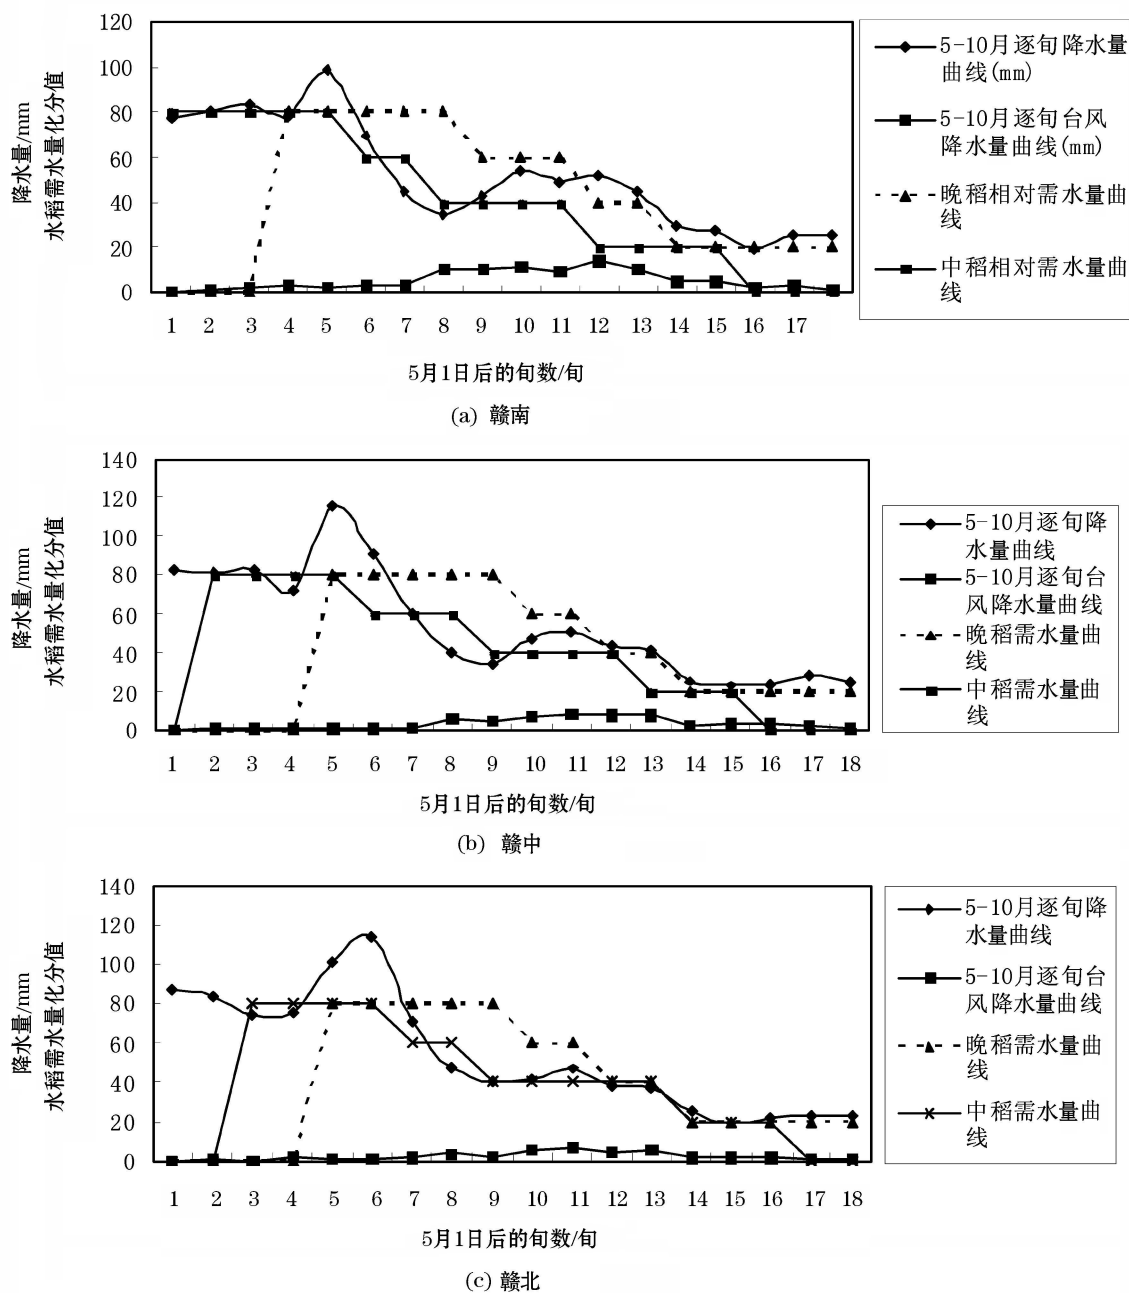 降水量/mm
水稻需水量化分值
120
100
80
60
40
20
0
1 2 3 4 5 6 7 8 9 10 11 12 13 14 15 16 17
5月1日后的旬数/旬
5-10月逐旬降水量
曲线(mm)
5-10月逐旬台风
降水量曲线(mm)
晚稻相对需水量曲
线
中稻相对需水量曲
线
(a) 赣南
降水量/mm
水稻需水量化分值
140
120
100
80
60
40
20
0
1 2 3 4 5 6 7 8 9 10 11 12 13 14 15 16 17 18
5月1日后的旬数/旬
5-10月逐旬降
水量曲线
5-10月逐旬台
风降水量曲线
晚稻需水量曲
线
中稻需水量曲
线
(b) 赣中
降水量/mm
水稻需水量化分值
140
120
100
80
60
40
20
0
1 2 3 4 5 6 7 8 9 10 11 12 13 14 15 16 17 18
5月1日后的旬数/旬
5-10月逐旬降
水量曲线
5-10月逐旬台
风降水量曲线
晚稻需水量曲
线
中稻需水量曲
线
(c) 赣北